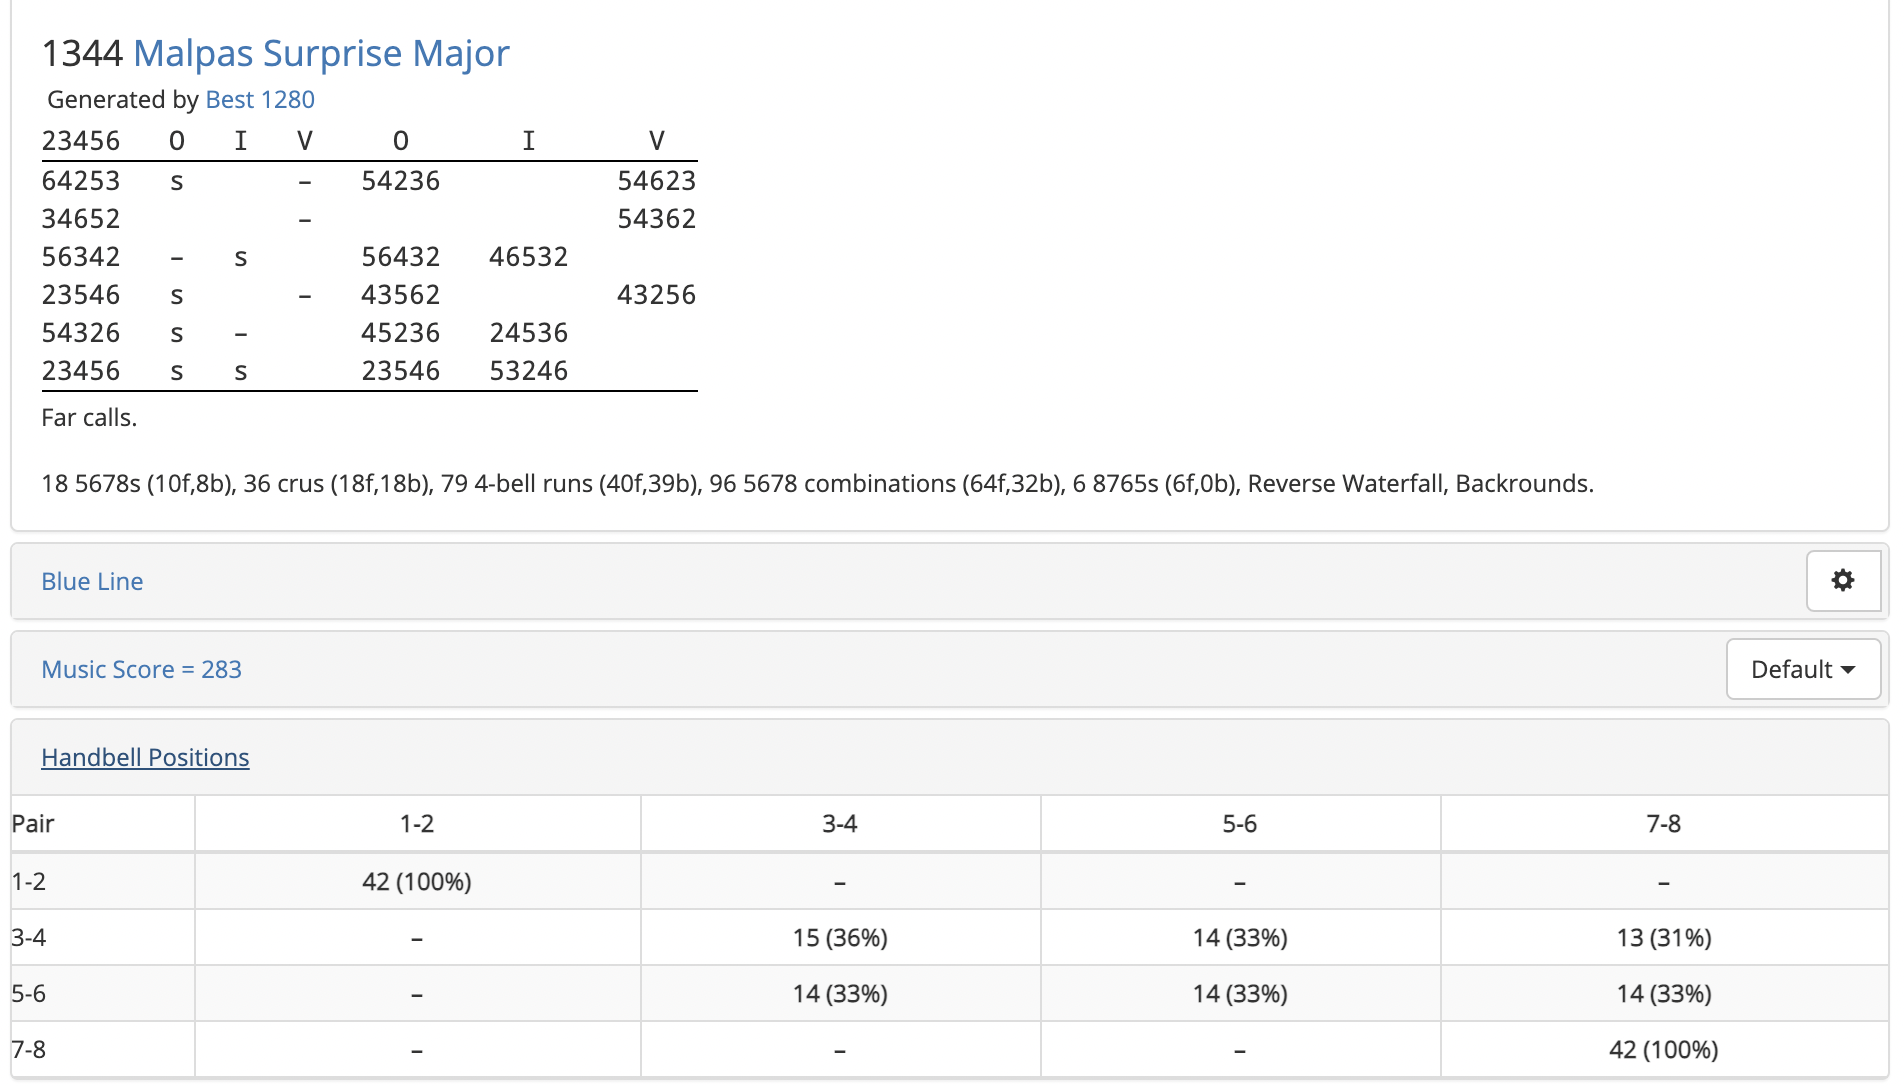 1344 Malpas Surprise Major
Generated by Best 1280
23456 O I V O I V
64253 s – 54236 54623
34652 – 54362
56342 – s 56432 46532
23546 s – 43562 43256
54326 s – 45236 24536
23456 s s 23546 53246
Far calls.
18 5678s (10f,8b), 36 crus (18f,18b), 79 4-bell runs (40f,39b), 96 5678 combinations (64f,32b), 6 8765s (6f,0b), Reverse Waterfall, Backrounds.
Blue Line
Music Score = 283 Default
Handbell Positions
Pair 1-2 3-4 5-6 7-8
1-2 42 (100%) – – –
3-4 – 15 (36%) 14 (33%) 13 (31%)
5-6 – 14 (33%) 14 (33%) 14 (33%)
7-8 – – – 42 (100%)